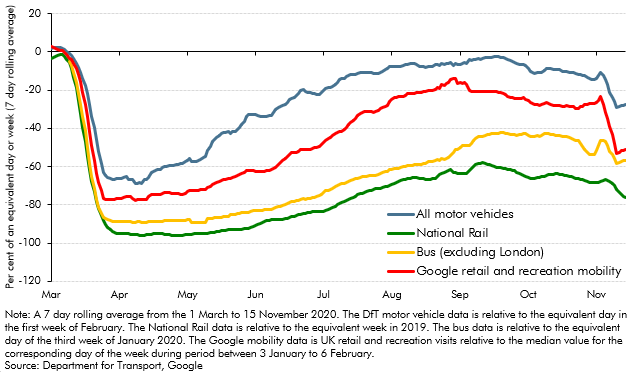 Per cent of an equivalent day or week (7 day rolling average)
20
0
-20
-40
-60
-80
-100
-120
Mar Apr May Jun Jul Aug Sep Oct Nov
All motor vehicles
National Rail
Bus (excluding London)
Google retail and recreation mobility
Note: A 7 day rolling average from the 1 March to 15 November 2020. The DfT motor vehicle data is relative to the equivalent day in
the first week of February. The National Rail data is relative to the equivalent week in 2019. The bus data is relative to the equivalent
day of the third week of January 2020. The Google mobility data is UK retail and recreation visits relative to the median value for the
corresponding day of the week during period between 3 January to 6 February.
Source: Department for Transport, Google